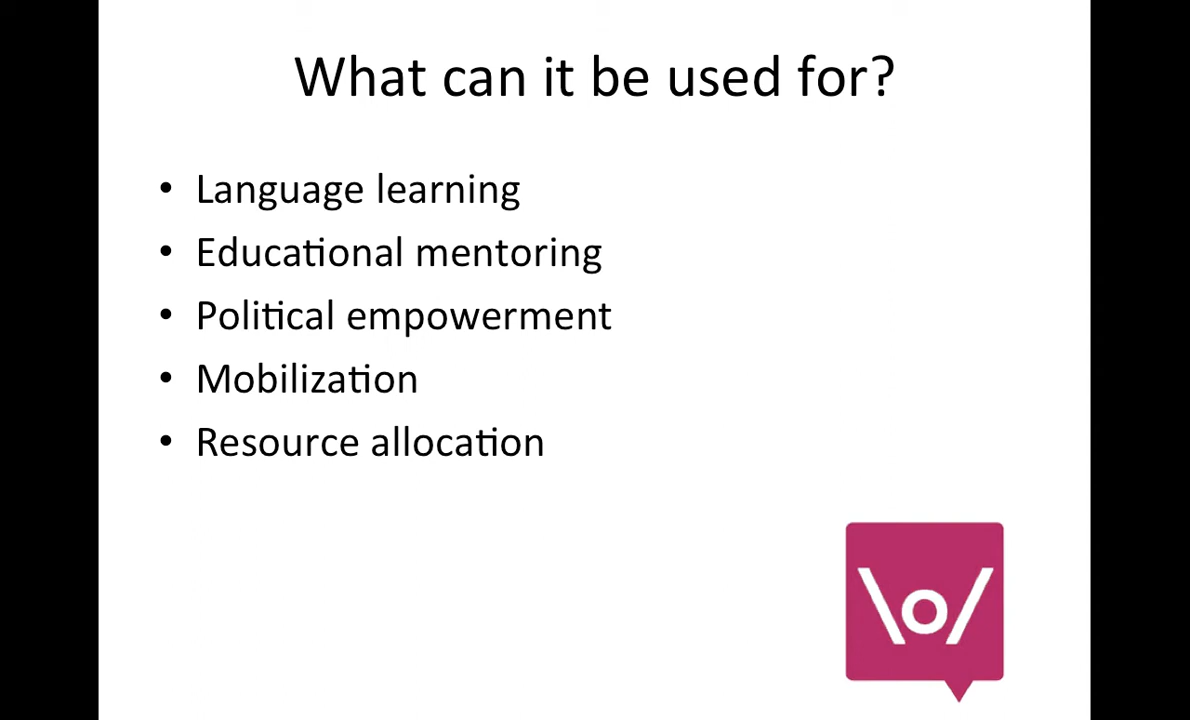 What can it be used for?
• Language learning
• Educational mentoring
• Political empowerment
• Mobilization
• Resource allocation
\o/